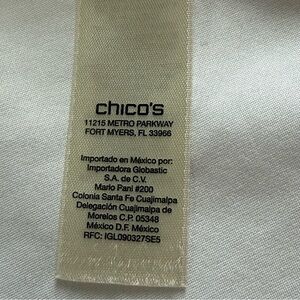 chico's
11215 METRO PARKWAY
FORT MYERS, FL 33966
Importado en México por:
Importadora Globastic
S.A. de C.V.
Mario Pani #200
Colonia Santa Fe Cuajimalpa
Delegación Cuajimalpa de
Morelos C.P. 05348
México D.F. México
RFC: IGL090327SE5